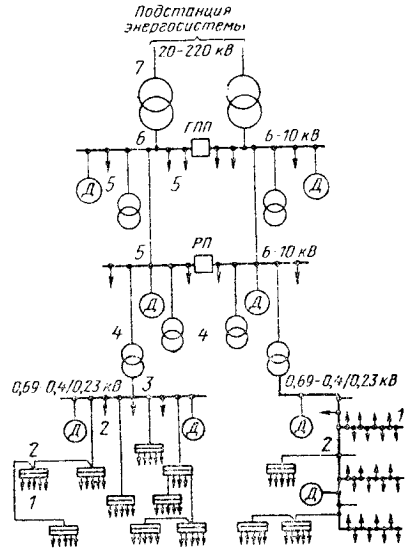 Подстанция
энергосистемы
20-220 кВ
7
6 ГПП 6-10 кВ
Д 5 5 Д
5 РП 6-10 кВ
Д Д
4 4
0,69-0,4/0,23 кВ 3 0,69-0,4/0,23 кВ
Д 2 Д Д 1
2 2
1 Д